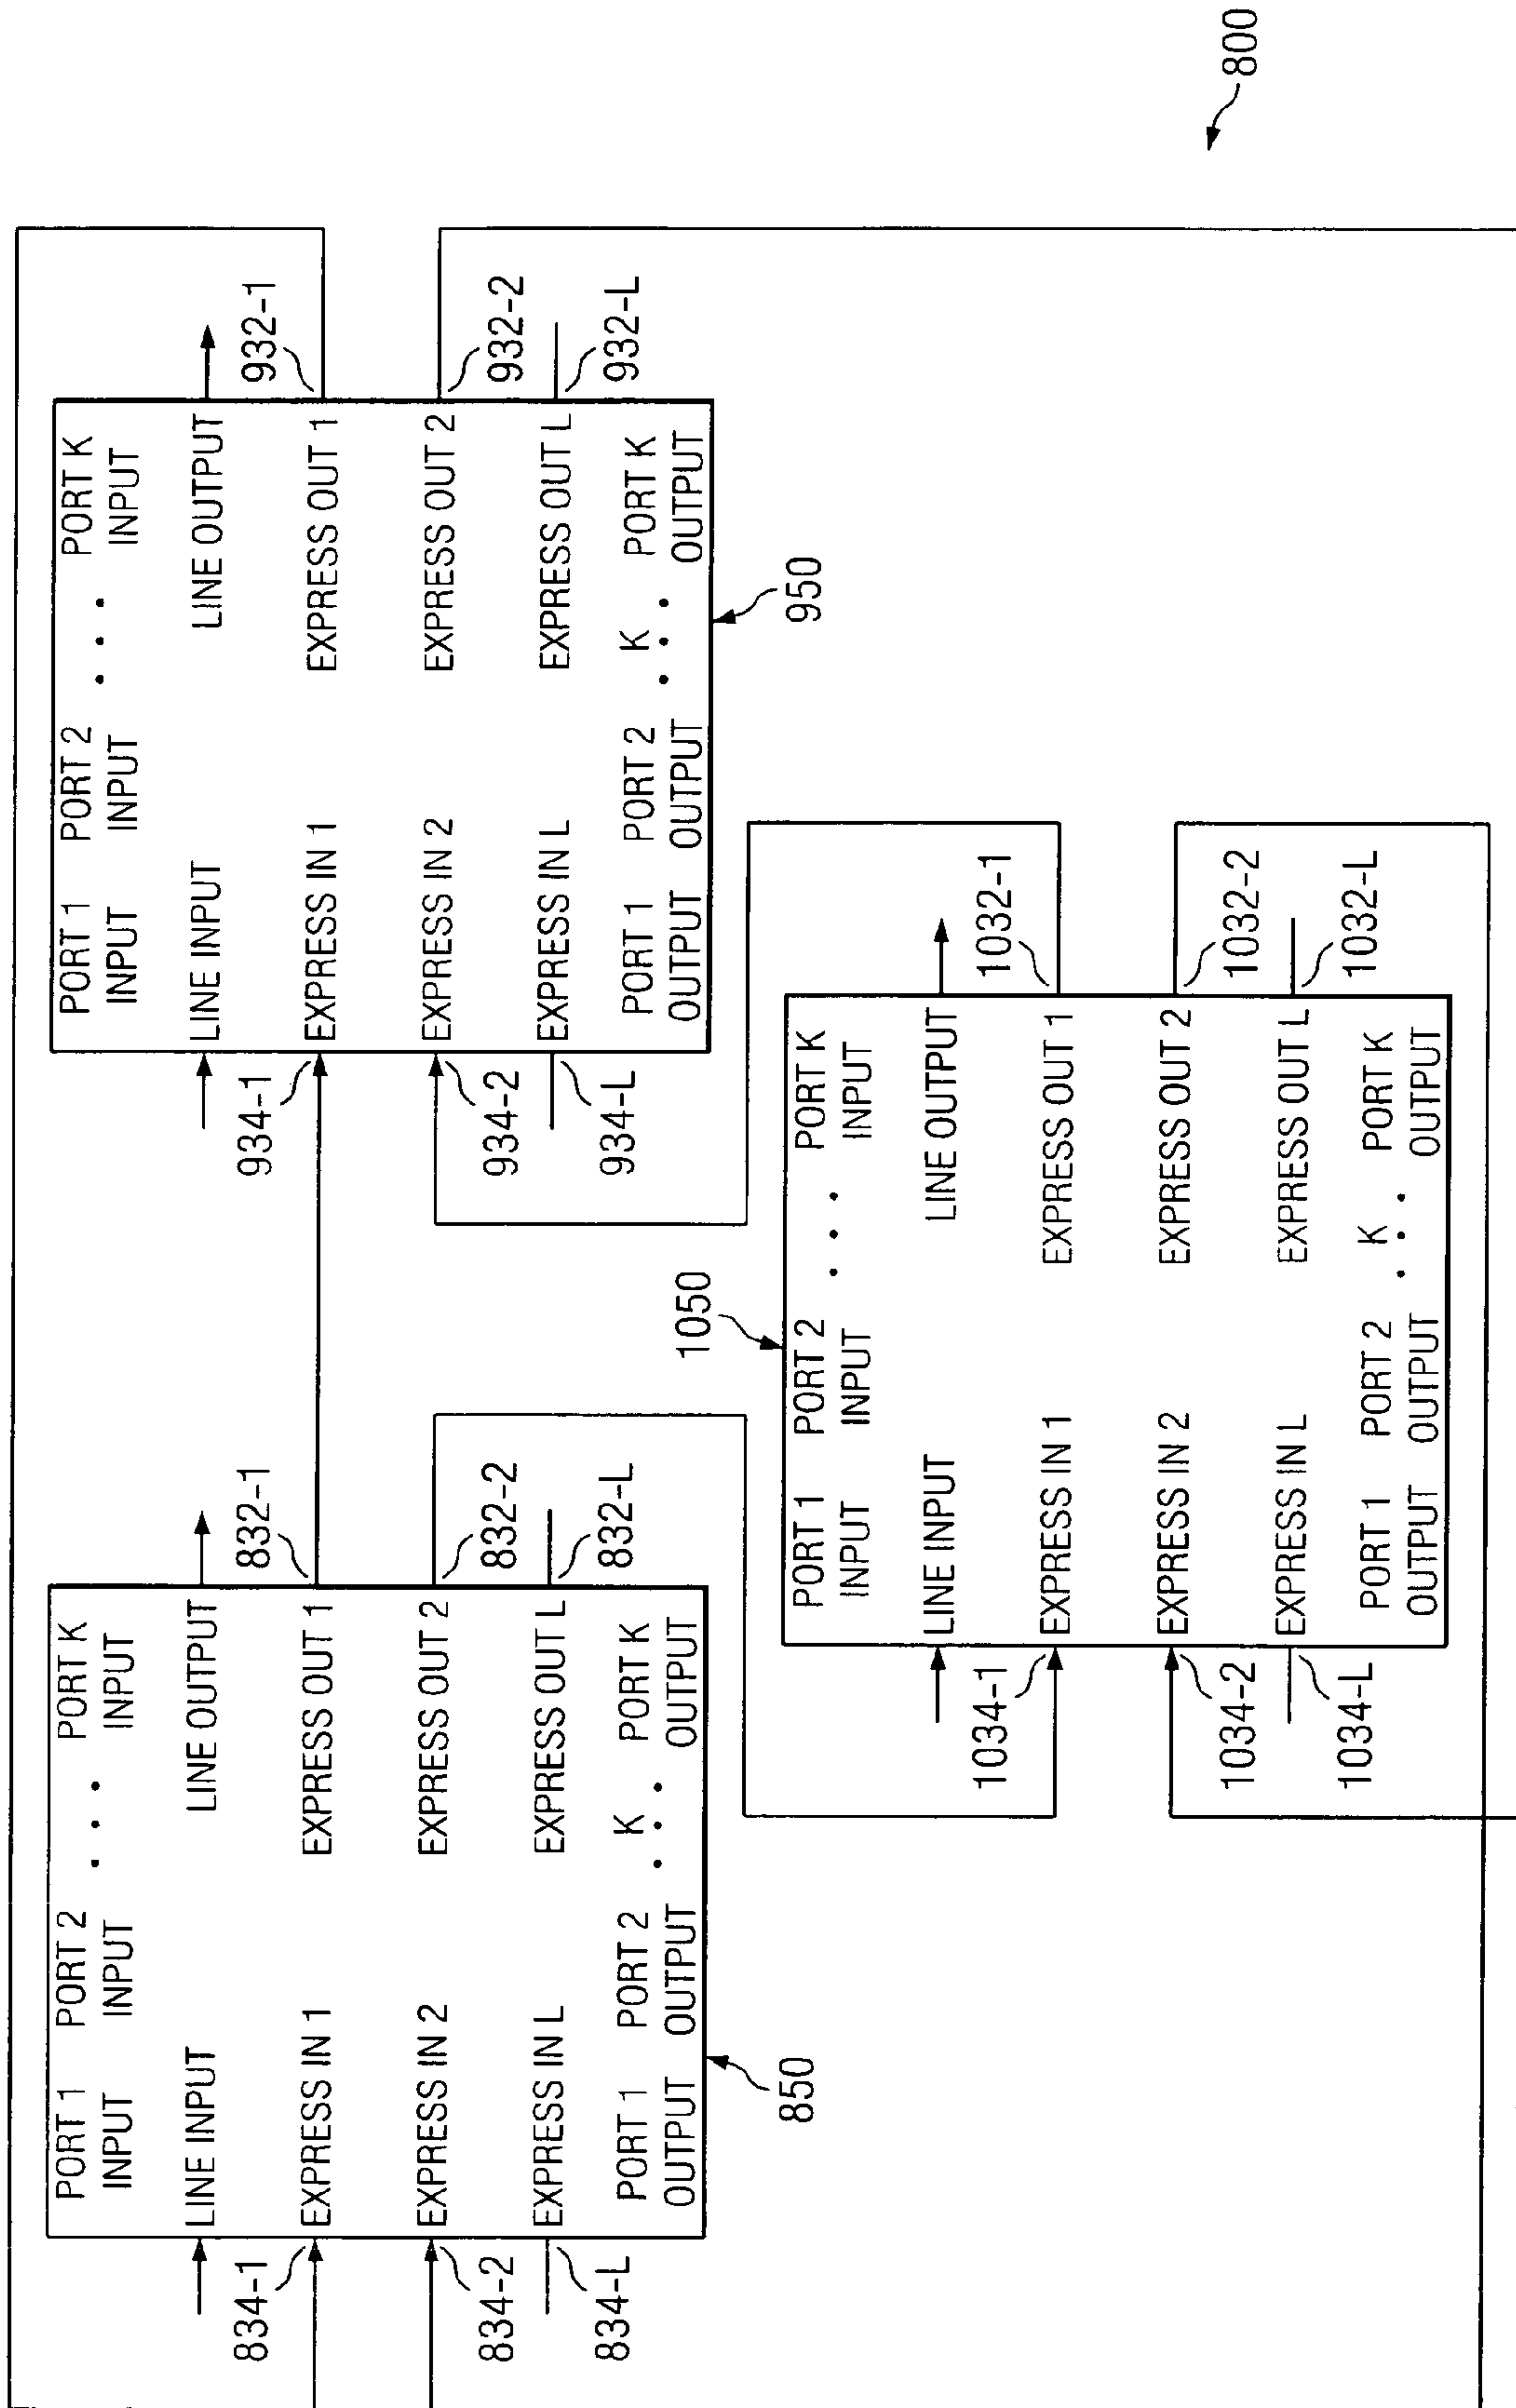 800
PORT 1 PORT 2 PORT K
INPUT INPUT . . . INPUT
LINE INPUT LINE OUTPUT
EXPRESS IN 1 EXPRESS OUT 1
EXPRESS IN 2 EXPRESS OUT 2
EXPRESS IN L EXPRESS OUT L
PORT 1 PORT 2 K PORT K
OUTPUT OUTPUT . . . OUTPUT
834-1
834-2
834-L
832-1
832-2
832-L
850
PORT 1 PORT 2 PORT K
INPUT INPUT . . . INPUT
LINE INPUT LINE OUTPUT
EXPRESS IN 1 EXPRESS OUT 1
EXPRESS IN 2 EXPRESS OUT 2
EXPRESS IN L EXPRESS OUT L
PORT 1 PORT 2 K PORT K
OUTPUT OUTPUT . . . OUTPUT
934-1
934-2
934-L
932-1
932-2
932-L
950
1050
PORT 1 PORT 2 PORT K
INPUT INPUT . . . INPUT
LINE INPUT LINE OUTPUT
EXPRESS IN 1 EXPRESS OUT 1
EXPRESS IN 2 EXPRESS OUT 2
EXPRESS IN L EXPRESS OUT L
PORT 1 PORT 2 K PORT K
OUTPUT OUTPUT . . . OUTPUT
1034-1
1034-2
1034-L
1032-1
1032-2
1032-L